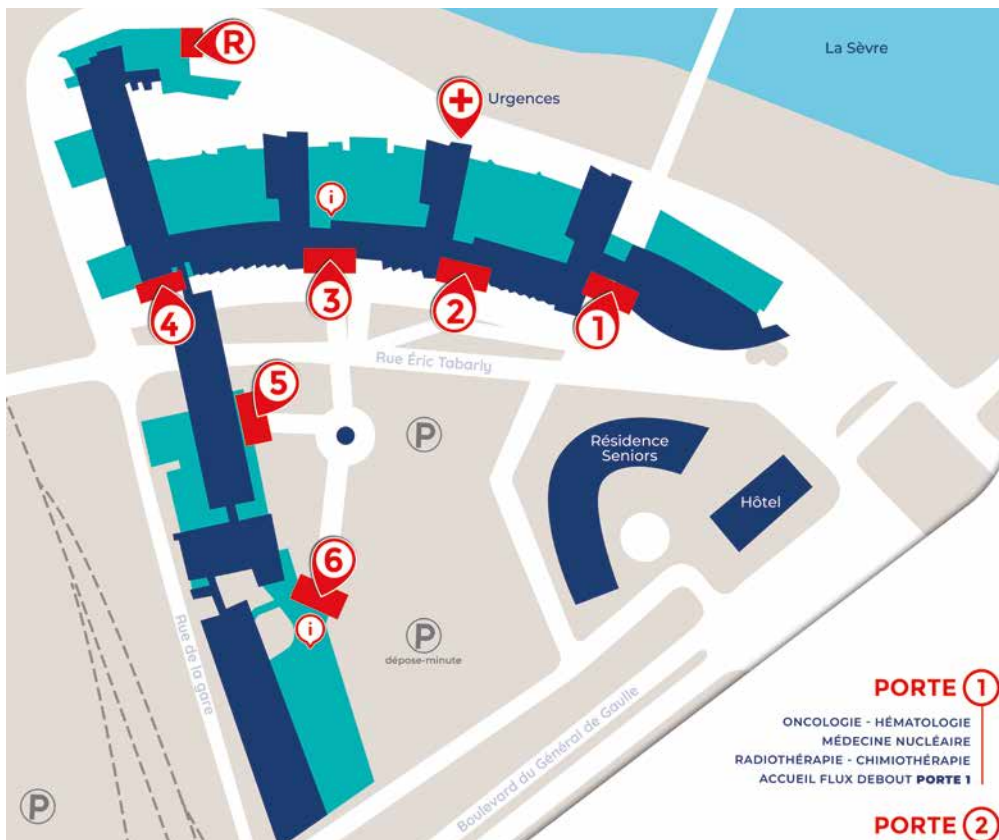 La Sèvre
R
Urgences
i
3
2
1
4
Rue Éric Tabarly
5
P
Résidence
Seniors
Hôtel
6
i
P
dépose-minute
Rue de la gare
Boulevard du Général de Gaulle
P
PORTE 1
ONCOLOGIE - HÉMATOLOGIE
MÉDECINE NUCLÉAIRE
RADIOTHÉRAPIE - CHIMIOTHÉRAPIE
ACCUEIL FLUX DEBOUT PORTE 1
PORTE 2